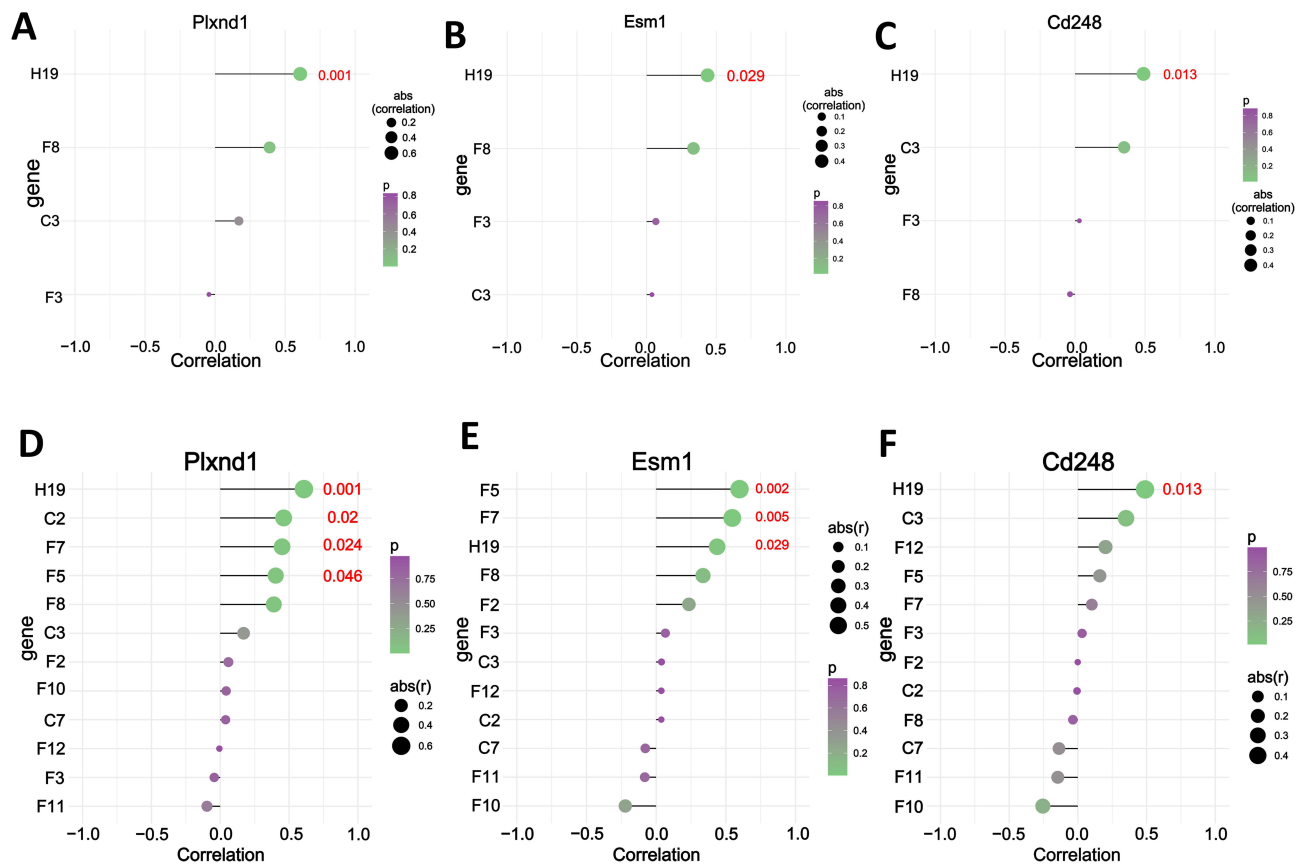 A
Plxnd1
H19
0.001
F8
C3
F3
gene
−1.0
−0.5
0.0
0.5
1.0
Correlation
abs
(correlation)
0.2
0.4
0.6
p
0.8
0.6
0.4
0.2
B
Esm1
H19
0.029
F8
F3
C3
gene
−1.0
−0.5
0.0
0.5
1.0
Correlation
abs
(correlation)
0.1
0.2
0.3
0.4
p
0.8
0.6
0.4
0.2
C
Cd248
H19
0.013
C3
F3
F8
gene
−1.0
−0.5
0.0
0.5
1.0
Correlation
p
0.8
0.6
0.4
0.2
abs
(correlation)
0.1
0.2
0.3
0.4
D
Plxnd1
H19
0.001
C2
0.02
F7
0.024
F5
0.046
F8
C3
F2
F10
C7
F12
F3
F11
gene
−1.0
−0.5
0.0
0.5
1.0
Correlation
p
0.75
0.50
0.25
abs(r)
0.2
0.4
0.6
E
Esm1
F5
0.002
F7
0.005
H19
0.029
F8
F2
F3
C3
F12
C2
C7
F11
F10
gene
−1.0
−0.5
0.0
0.5
1.0
Correlation
abs(r)
0.1
0.2
0.3
0.4
0.5
p
0.8
0.6
0.4
0.2
F
Cd248
H19
0.013
C3
F12
F5
F7
F3
F2
C2
F8
C7
F11
F10
gene
−1.0
−0.5
0.0
0.5
1.0
Correlation
p
0.75
0.50
0.25
abs(r)
0.1
0.2
0.3
0.4